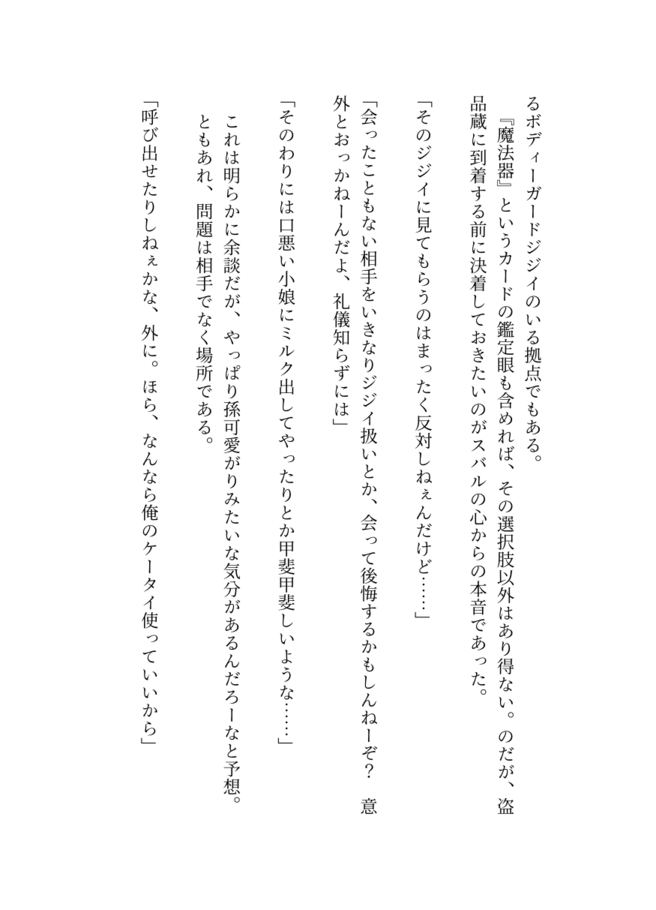 るボディーガードジジイのいる拠点でもある。
『魔法器』というカードの鑑定眼も含めれば、その選択肢以外はあり得ない。のだが、盗
品蔵に到着する前に決着しておきたいのがスバルの心からの本音であった。
「そのジジイに見てもらうのはまったく反対しねぇんだけど……」
「会ったこともない相手をいきなりジジイ扱いとか、会って後悔するかもしんねーぞ？　意
外とおっかねーんだよ、礼儀知らずには」
「そのわりには口悪い小娘にミルク出してやったりとか甲斐甲斐しいような……」
これは明らかに余談だが、やっぱり孫可愛がりみたいな気分があるんだろーなと予想。
ともあれ、問題は相手でなく場所である。
「呼び出せたりしねぇかな、外に。ほら、なんなら俺のケータイ使っていいから」